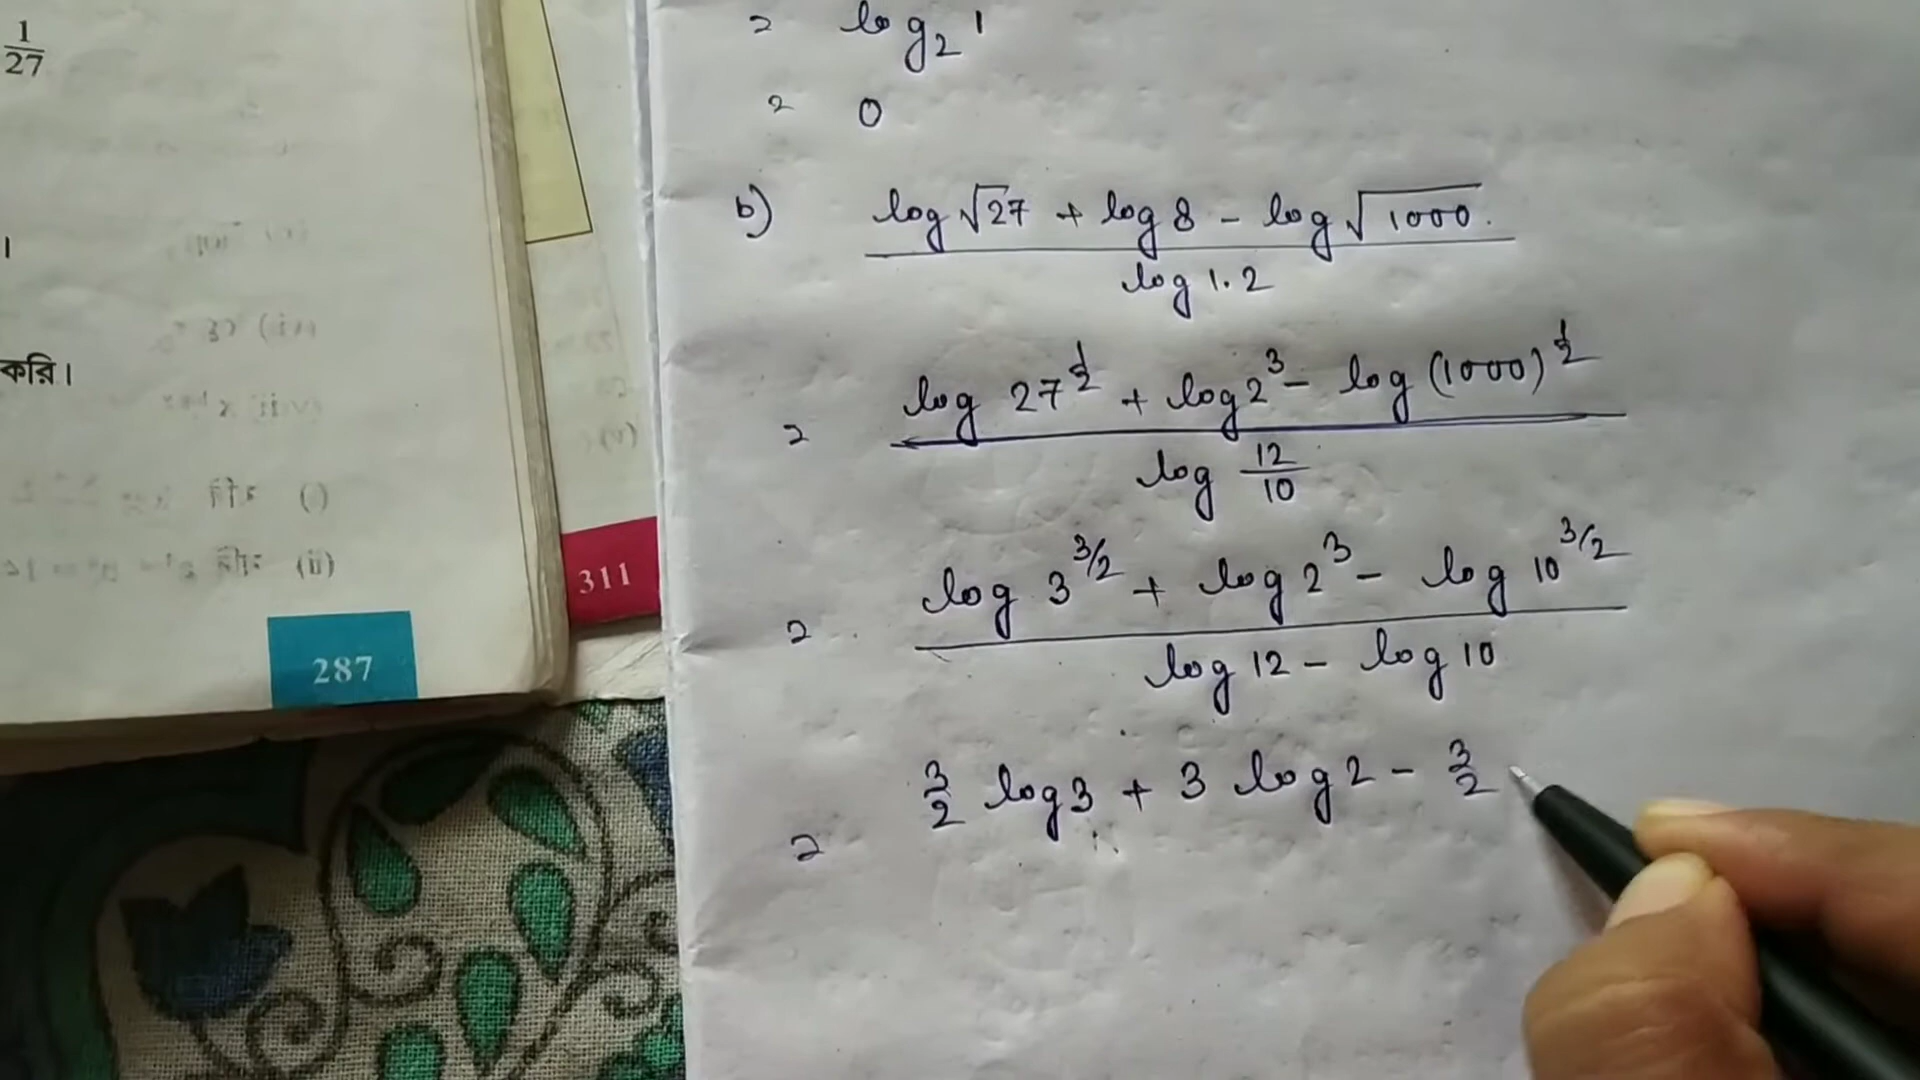 1/27
।
করি।
311
287
= log₂ 1
= 0
b) (log √27 + log 8 - log √1000.) / (log 1.2)
= (log 27^(1/2) + log 2³ - log (1000)^(1/2)) / (log 12/10)
= (log 3^(3/2) + log 2³ - log 10^(3/2)) / (log 12 - log 10)
= 3/2 log 3 + 3 log 2 - 3/2